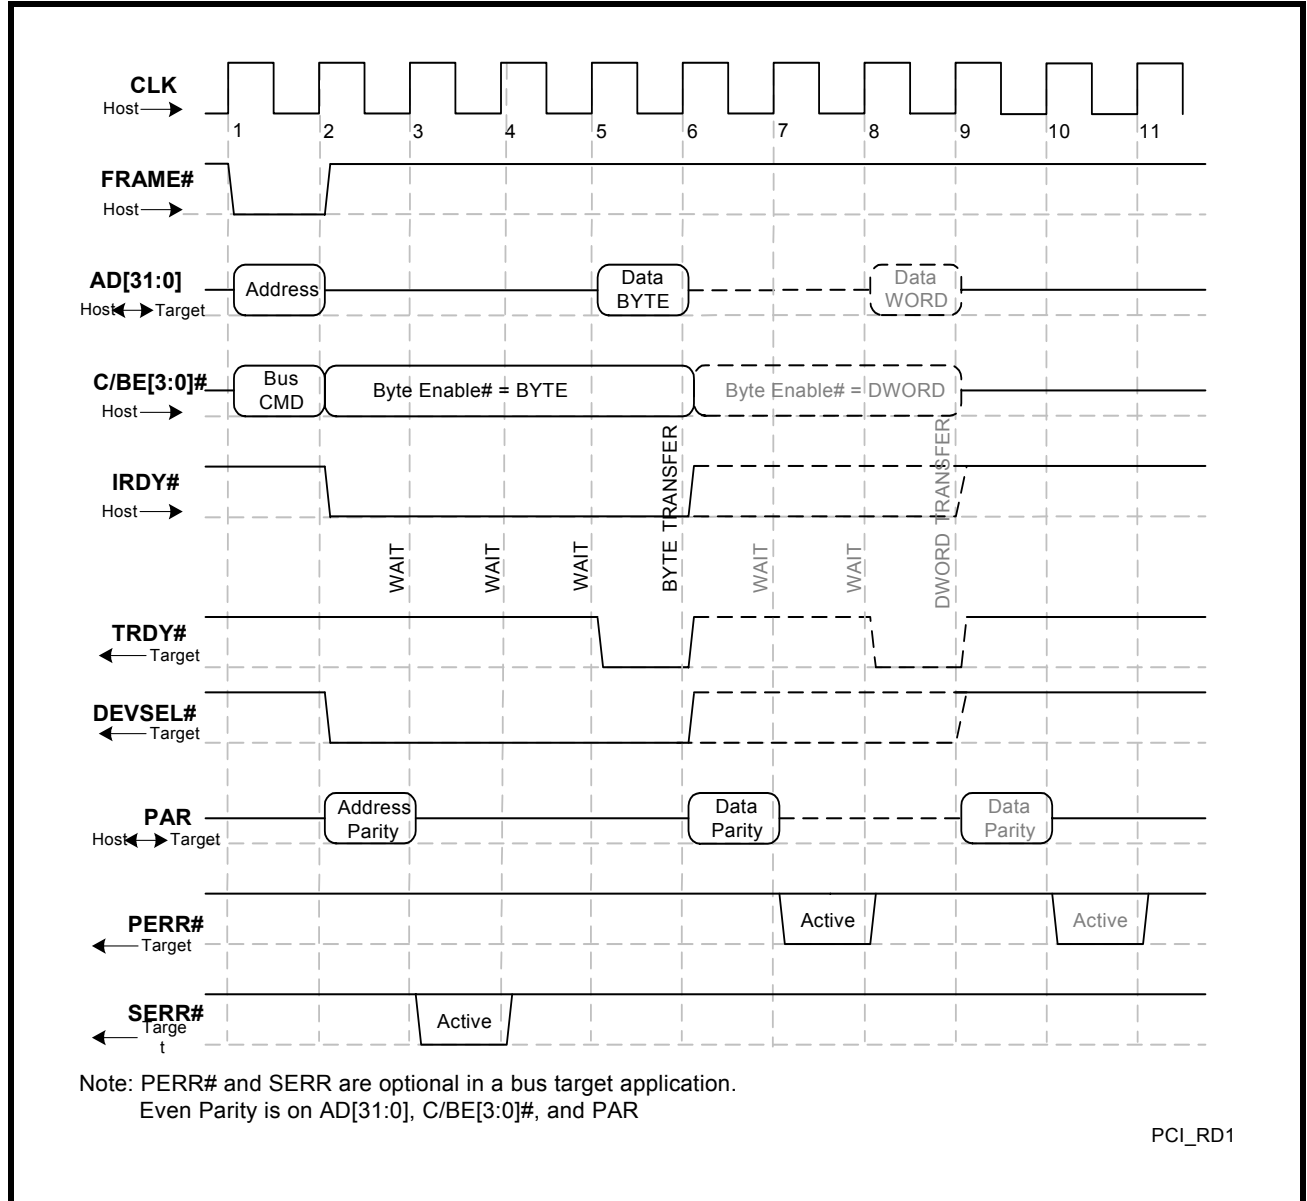 CLK
Host
1 2 3 4 5 6 7 8 9 10 11
FRAME#
Host
AD[31:0]
Host Target
Address
Data
BYTE
Data
WORD
C/BE[3:0]#
Host
Bus
CMD
Byte Enable# = BYTE
Byte Enable# = DWORD
IRDY#
Host
WAIT
WAIT
WAIT
BYTE TRANSFER
WAIT
WAIT
DWORD TRANSFER
TRDY#
Target
DEVSEL#
Target
PAR
Host Target
Address
Parity
Data
Parity
Data
Parity
PERR#
Target
Active
Active
SERR#
Targe
t
Active
Note: PERR# and SERR are optional in a bus target application.
Even Parity is on AD[31:0], C/BE[3:0]#, and PAR
PCI_RD1